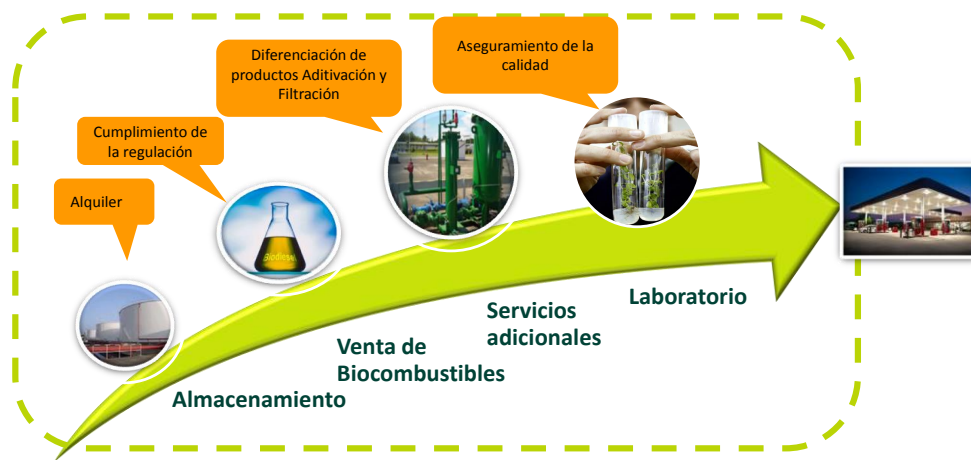 Alquiler
Cumplimiento de
la regulación
Diferenciación de
productos Aditivación y
Filtración
Aseguramiento de la
calidad
Biodiesel
Almacenamiento
Venta de
Biocombustibles
Servicios
adicionales
Laboratorio